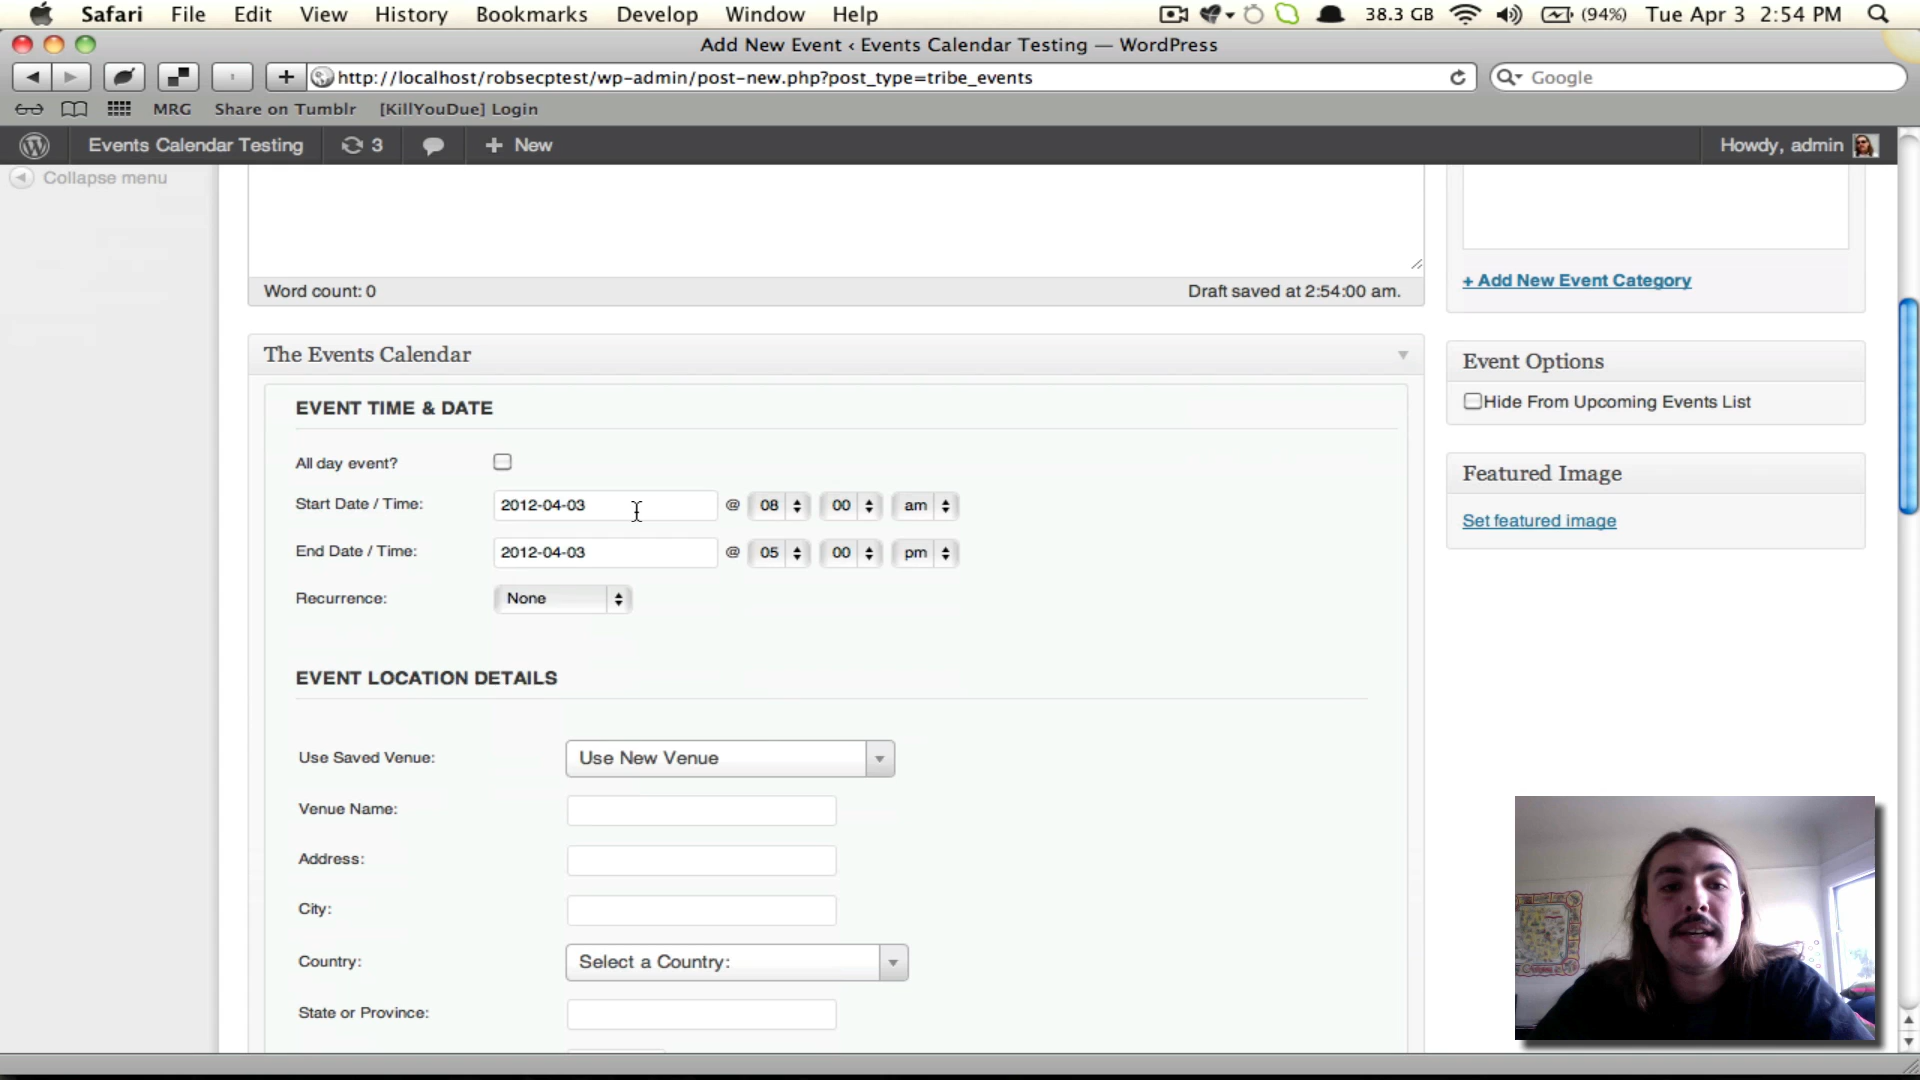 Safari File Edit View History Bookmarks Develop Window Help 38.3 GB (94%) Tue Apr 3 2:54 PM
Add New Event ‹ Events Calendar Testing — WordPress
http://localhost/robsecptest/wp-admin/post-new.php?post_type=tribe_events Google
MRG Share on Tumblr [KillYouDue] Login
Events Calendar Testing 3 + New Howdy, admin
Collapse menu
+ Add New Event Category
Word count: 0 Draft saved at 2:54:00 am.
The Events Calendar
Event Options
Hide From Upcoming Events List
EVENT TIME & DATE
All day event?
Featured Image
Start Date / Time: 2012-04-03 @ 08 00 am
Set featured image
End Date / Time: 2012-04-03 @ 05 00 pm
Recurrence: None
EVENT LOCATION DETAILS
Use Saved Venue: Use New Venue
Venue Name:
Address:
City:
Country: Select a Country:
State or Province: